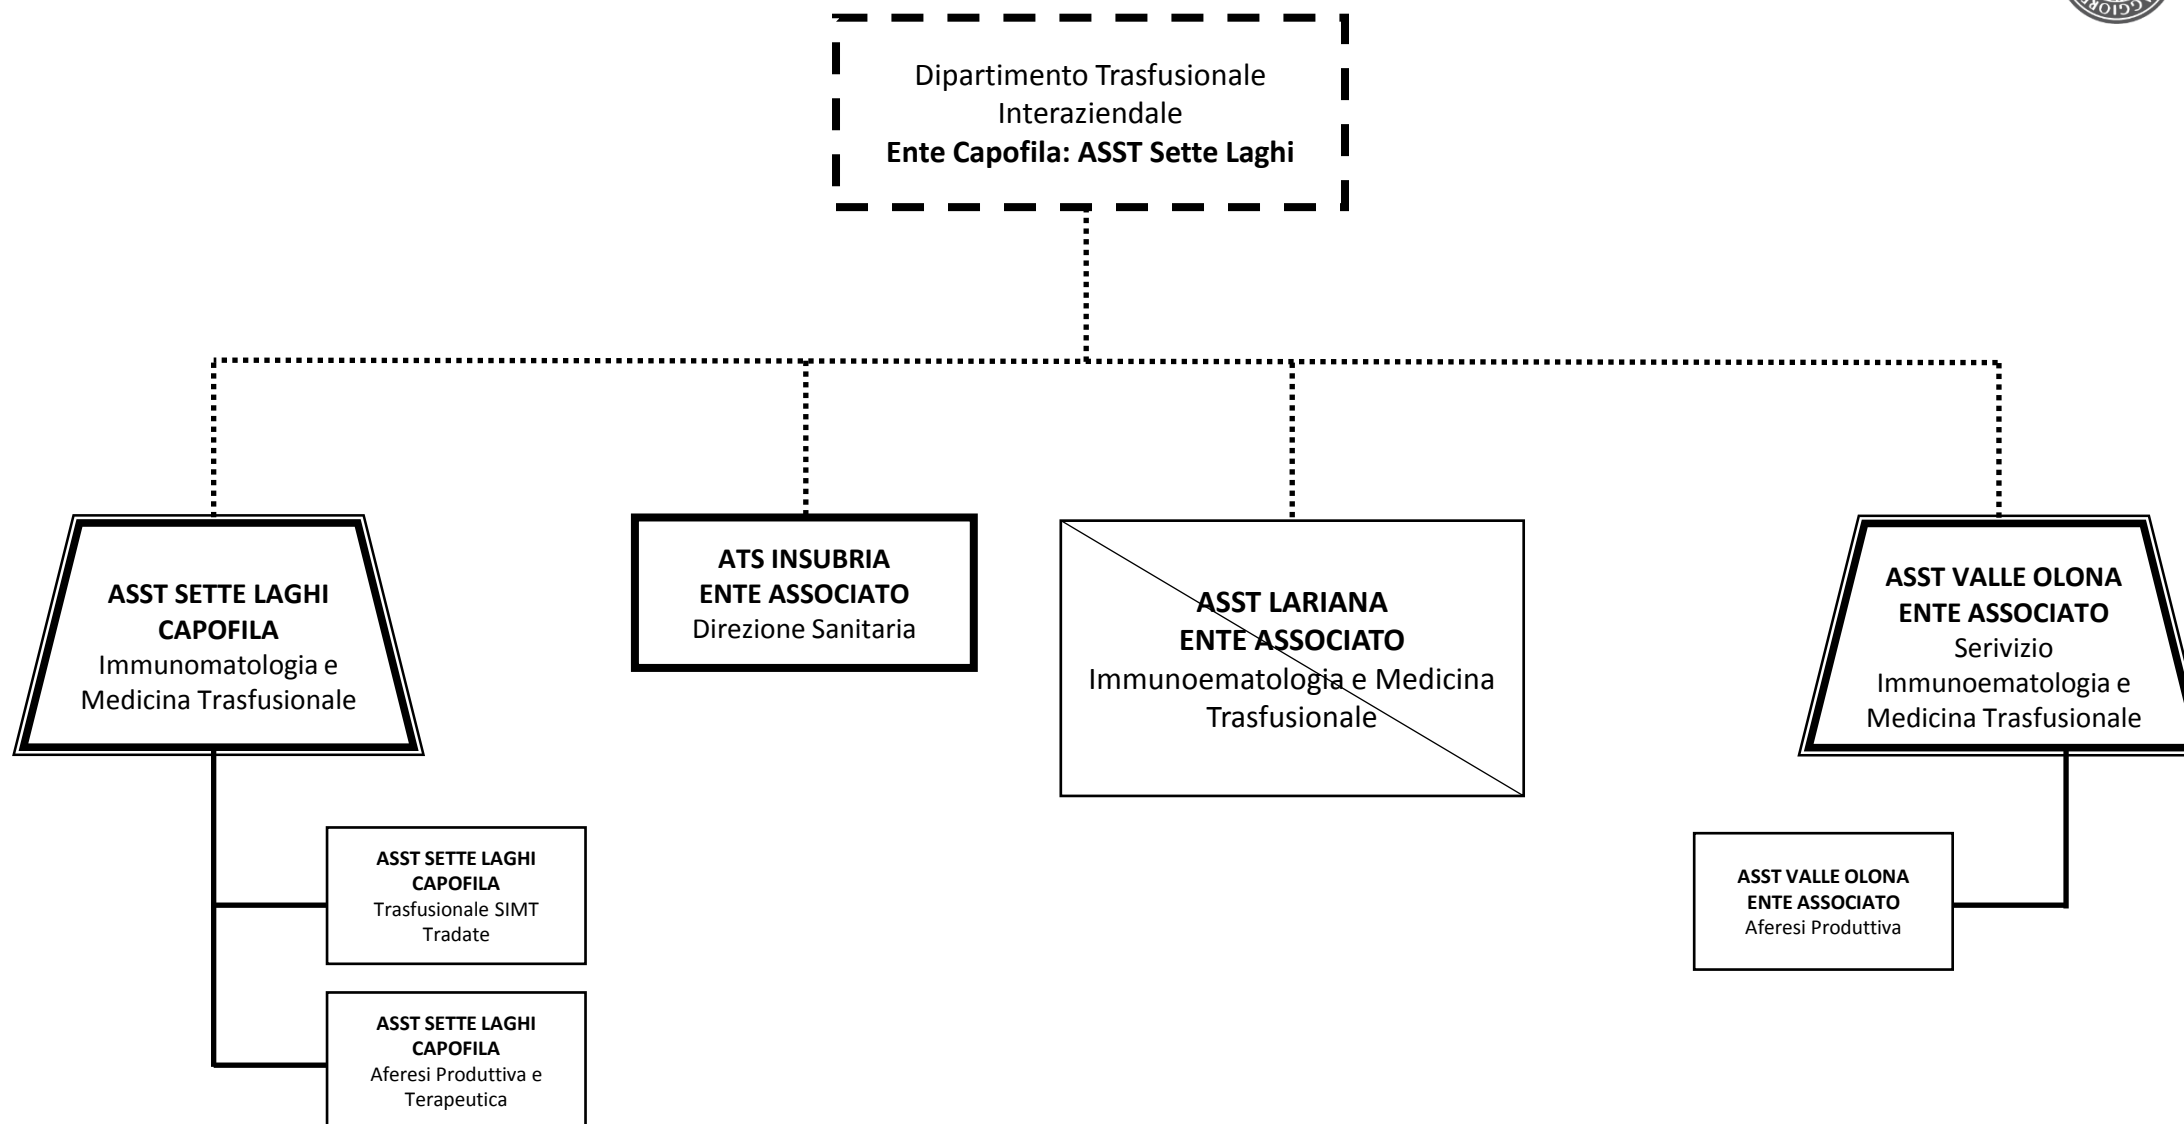 AGGIORE
Dipartimento Trasfusionale
Interaziendale
Ente Capofila: ASST Sette Laghi
ASST SETTE LAGHI
CAPOFILA
Immunomatologia e
Medicina Trasfusionale
ATS INSUBRIA
ENTE ASSOCIATO
Direzione Sanitaria
ASST LARIANA
ENTE ASSOCIATO
Immunoematologia e Medicina
Trasfusionale
ASST VALLE OLONA
ENTE ASSOCIATO
Serivizio
Immunoematologia e
Medicina Trasfusionale
ASST SETTE LAGHI
CAPOFILA
Trasfusionale SIMT
Tradate
ASST SETTE LAGHI
CAPOFILA
Aferesi Produttiva e
Terapeutica
ASST VALLE OLONA
ENTE ASSOCIATO
Aferesi Produttiva